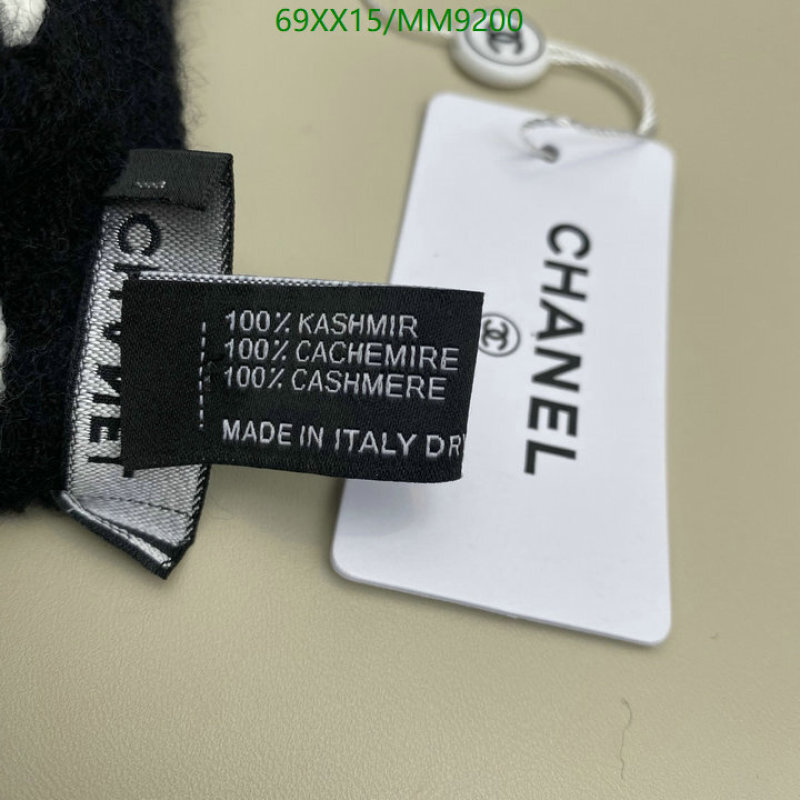 69XX15/MM9200
CHANEL
100% KASHMIR
100% CACHEMIRE
100% CASHMERE
MADE IN ITALY
CHANEL